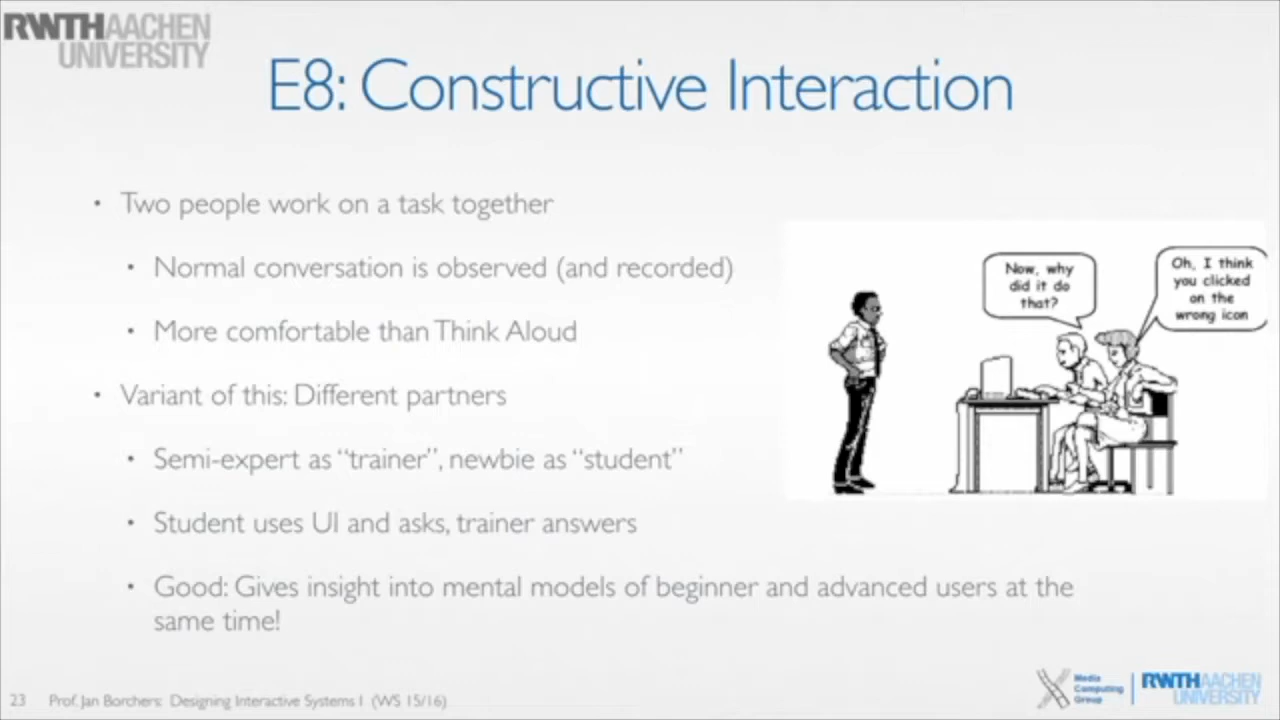 RWTHAACHEN
UNIVERSITY
E8: Constructive Interaction
• Two people work on a task together
• Normal conversation is observed (and recorded)
• More comfortable than Think Aloud
• Variant of this: Different partners
• Semi-expert as “trainer”, newbie as “student”
• Student uses UI and asks, trainer answers
• Good: Gives insight into mental models of beginner and advanced users at the
same time!
Now, why
did it do
that?
Oh, I think
you clicked
on the
wrong icon
23 Prof. Jan Borchers: Designing Interactive Systems I (WS 15/16)
Media
Computing
Group
RWTHAACHEN
UNIVERSITY